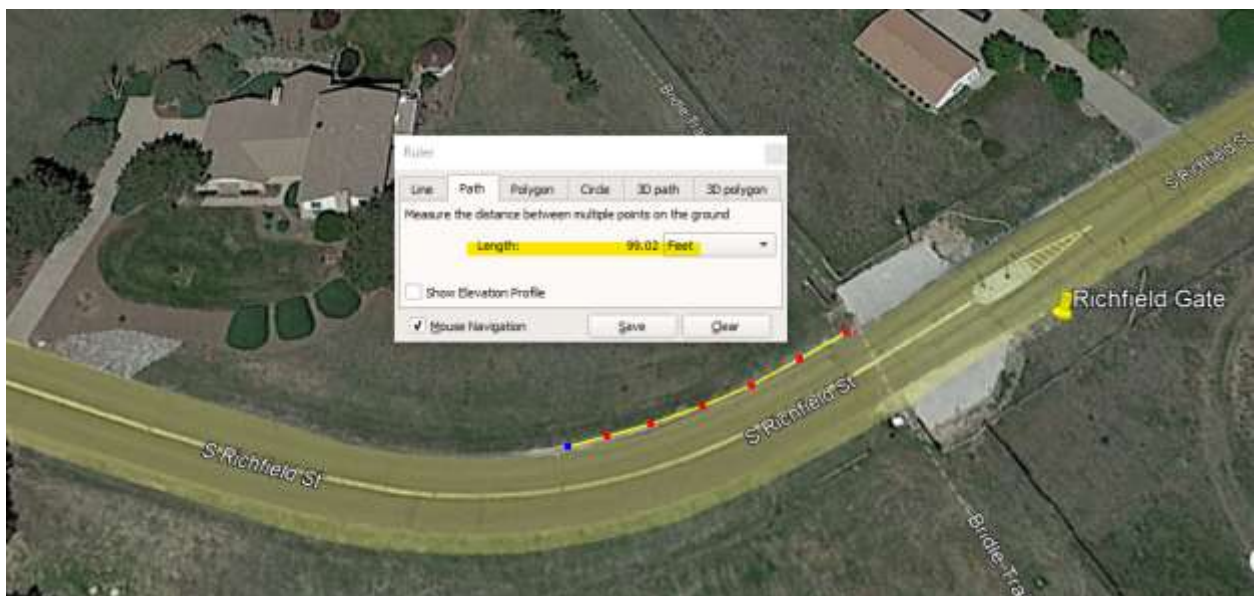 Ruler
Line Path Polygon Circle 3D path 3D polygon
Measure the distance between multiple points on the ground
Length: 99.02 Feet
Show Elevation Profile
Mouse Navigation Save Clear
Bridle Tra
S Richfield St
Richfield Gate
S Richfield St
S Richfield St
Bridle Tra